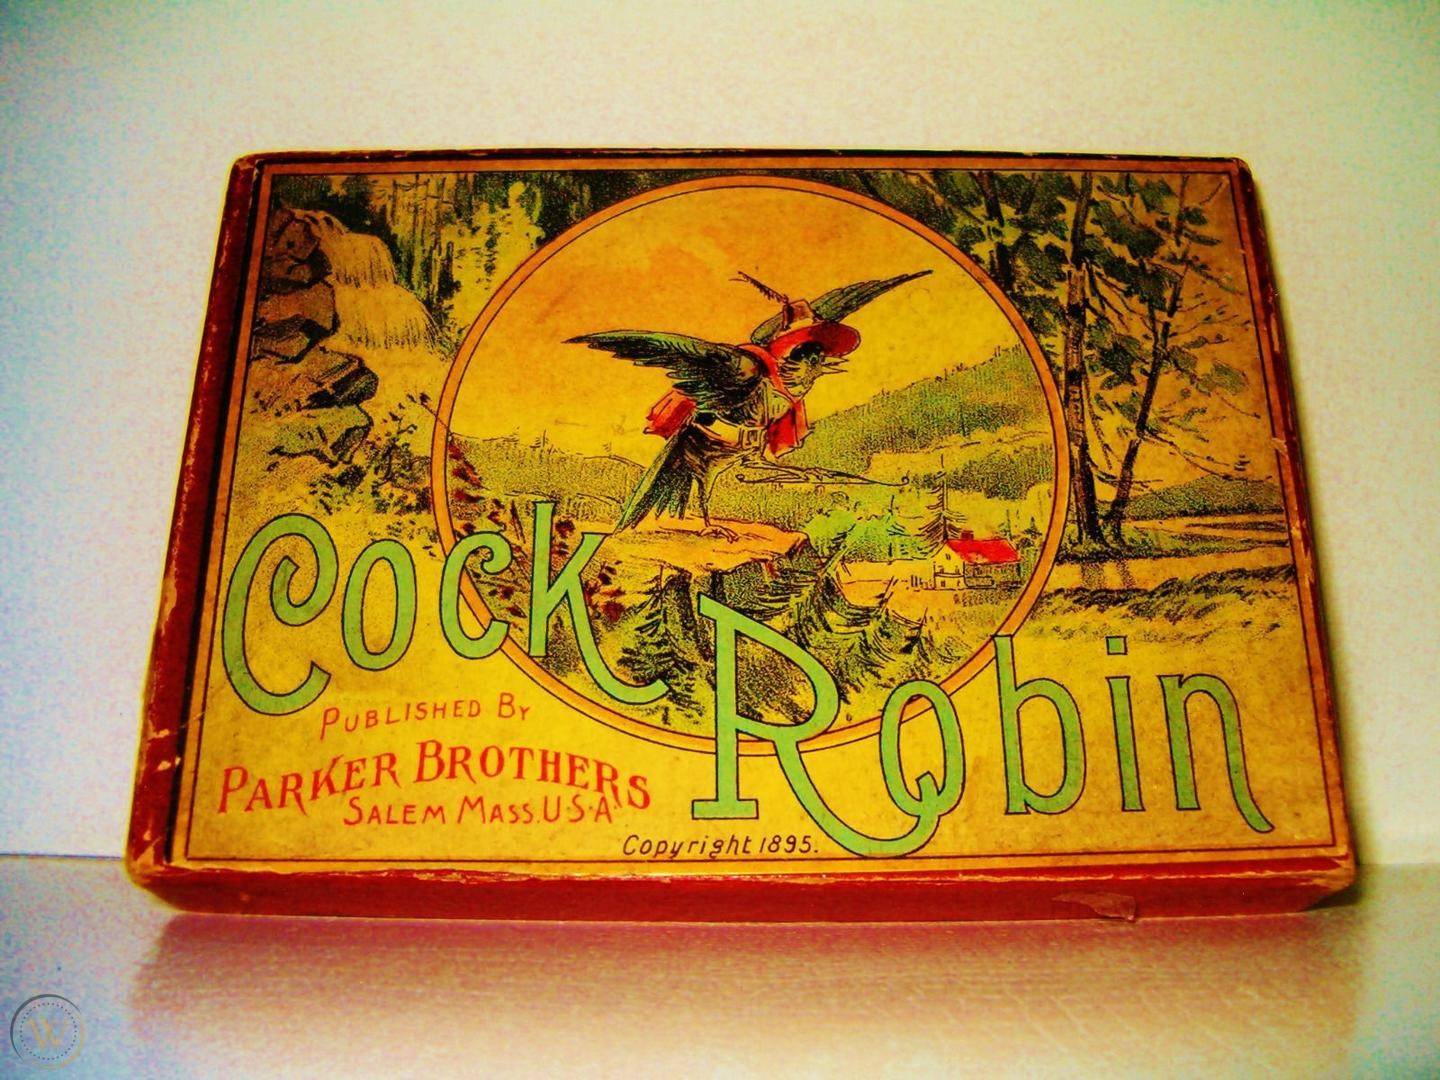 Cock Robin
PUBLISHED BY
PARKER BROTHERS
SALEM MASS. U·S·A·
Copyright 1895.
W